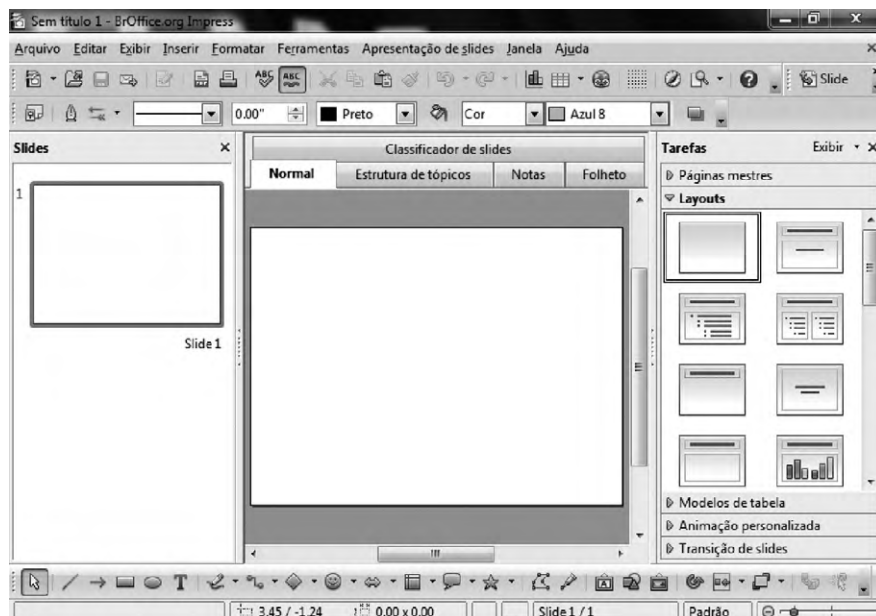 Sem título 1 - BrOffice.org Impress
Arquivo Editar Exibir Inserir Formatar Ferramentas Apresentação de slides Janela Ajuda
ABC ABC Slide
0.00" Preto Cor Azul 8
Slides
Classificador de slides
Tarefas Exibir
Normal Estrutura de tópicos Notas Folheto
Páginas mestres
Layouts
1
Slide 1
Modelos de tabela
Animação personalizada
Transição de slides
T A
3.45 / -1.24 0.00 x 0.00 Slide 1 / 1 Padrão